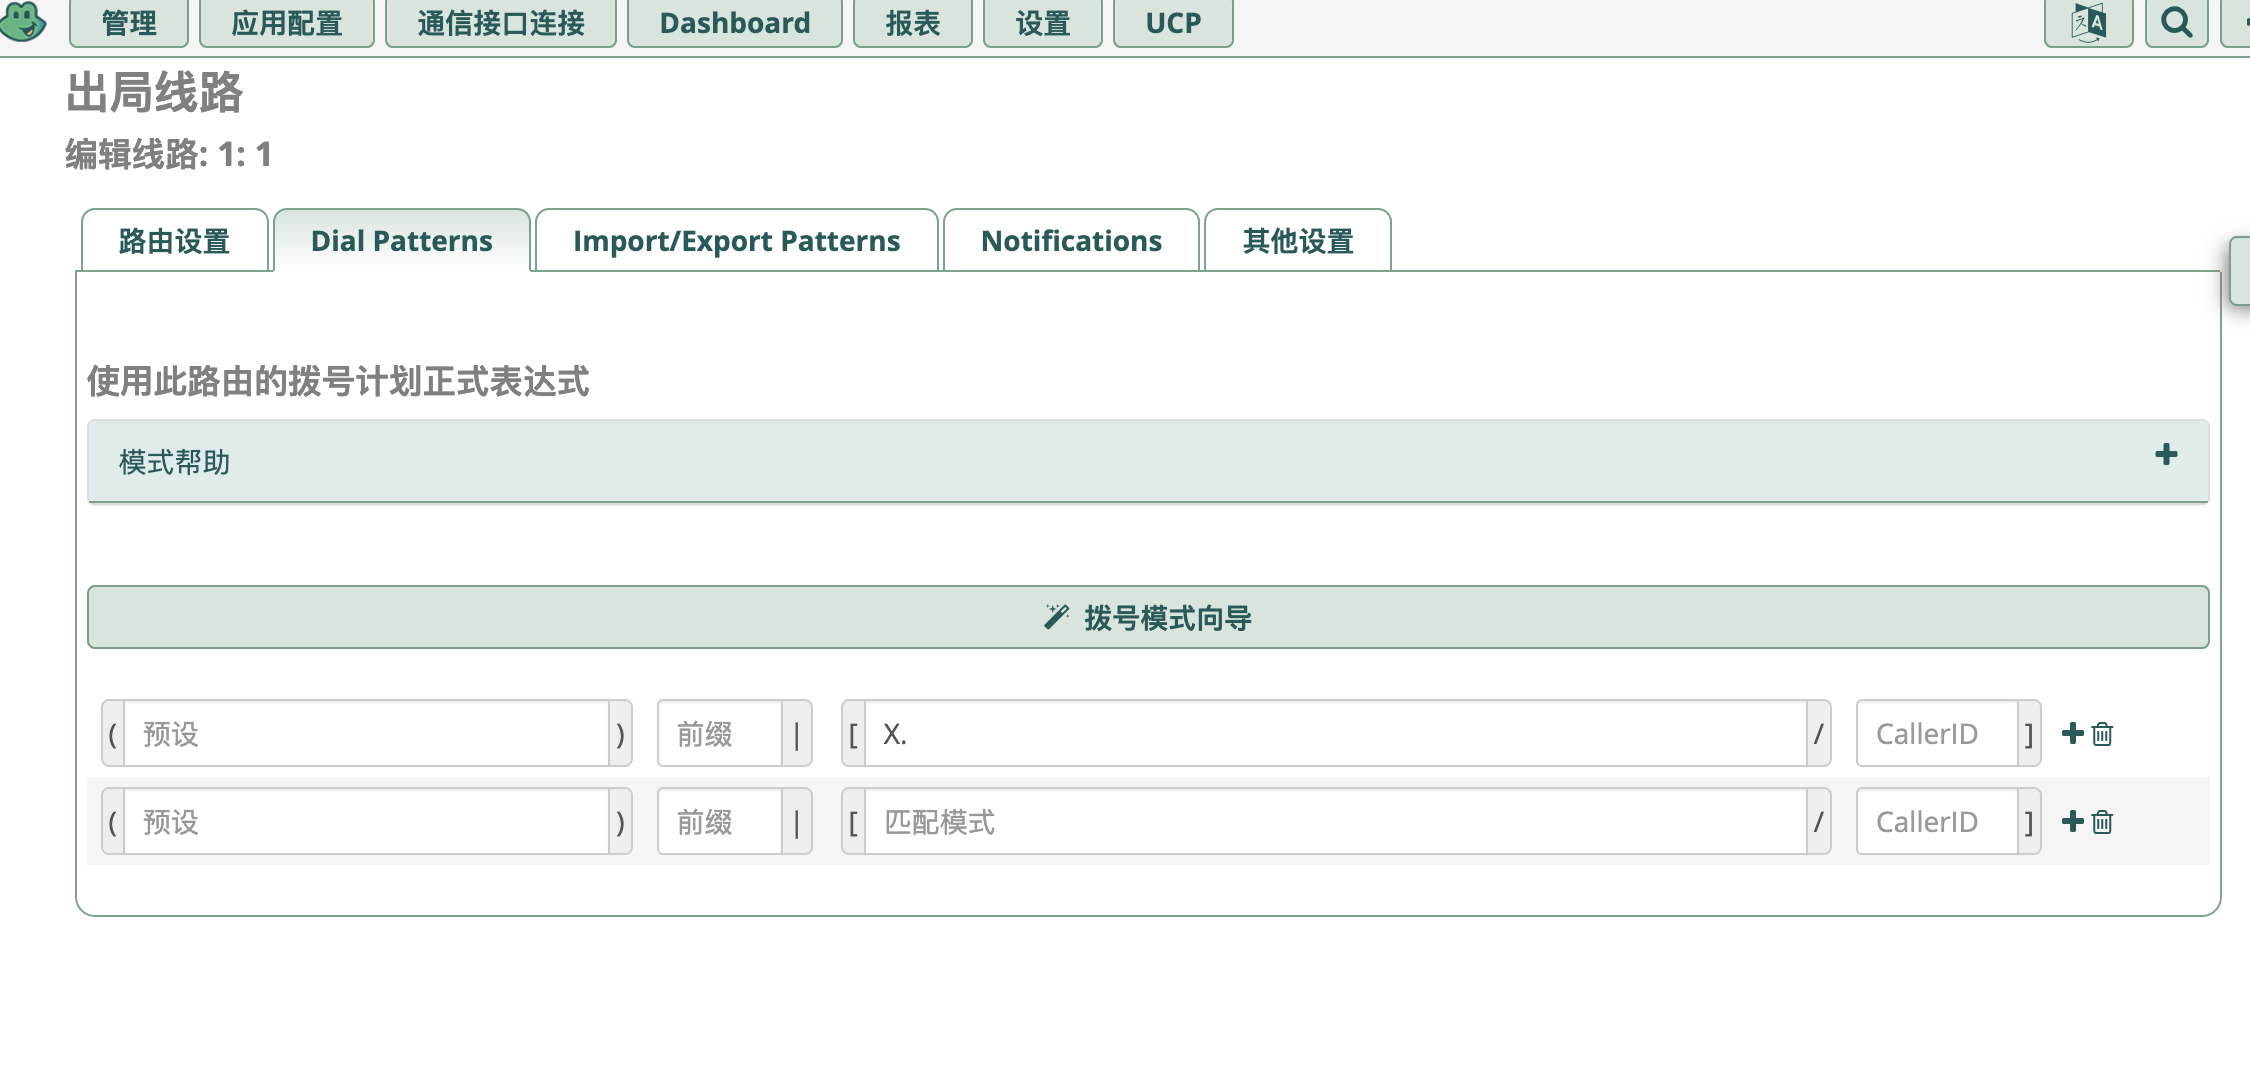 管理 应用配置 通信接口连接 Dashboard 报表 设置 UCP
出局线路
编辑线路: 1: 1
路由设置 Dial Patterns Import/Export Patterns Notifications 其他设置
使用此路由的拨号计划正式表达式
模式帮助
拨号模式向导
( 预设 ) 前缀 | [ X. / CallerID ]
( 预设 ) 前缀 | [ 匹配模式 / CallerID ]